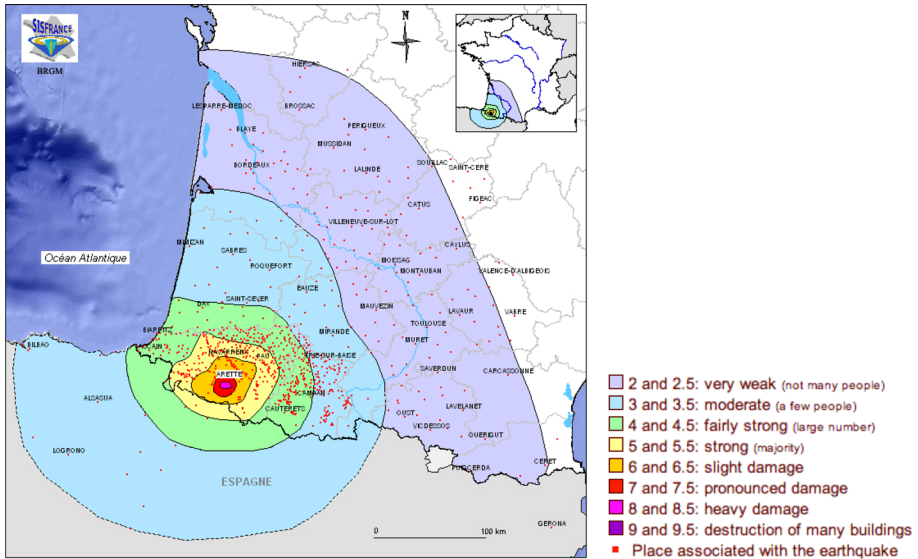 SISFRANCE
BRGM
N
HIERSAC
LESPARRE-MEDOC
BROSSAC
BLAYE
PERIGUEUX
MUSSIDAN
BORDEAUX
LALINDE
SOUILLAC
SAINT-CERE
FIGEAC
CATUS
VILLENEUVE-SUR-LOT
MIMIZAN
SABRES
CAYLUS
Océan Atlantique
ROQUEFORT
MOISSAC
MONTAUBAN
VALENCE-D'ALBIGEOIS
EAUZE
SAINT-SEVER
DAX
MAUVEZIN
LAVAUR
VABRE
TOULOUSE
BIARRITZ
MIRANDE
MURET
BILBAO
NAVARRENX
PAU
ARETTE
SAVERDUN
CARCASSONNE
ALSASUA
CAUTERETS
OUST
LAVELANET
VICDESSOS
QUERIGUT
LOGRONO
PUIGCERDA
CERET
ESPAGNE
GERONA
0 100 km
2 and 2.5: very weak (not many people)
3 and 3.5: moderate (a few people)
4 and 4.5: fairly strong (large number)
5 and 5.5: strong (majority)
6 and 6.5: slight damage
7 and 7.5: pronounced damage
8 and 8.5: heavy damage
9 and 9.5: destruction of many buildings
Place associated with the earthquake